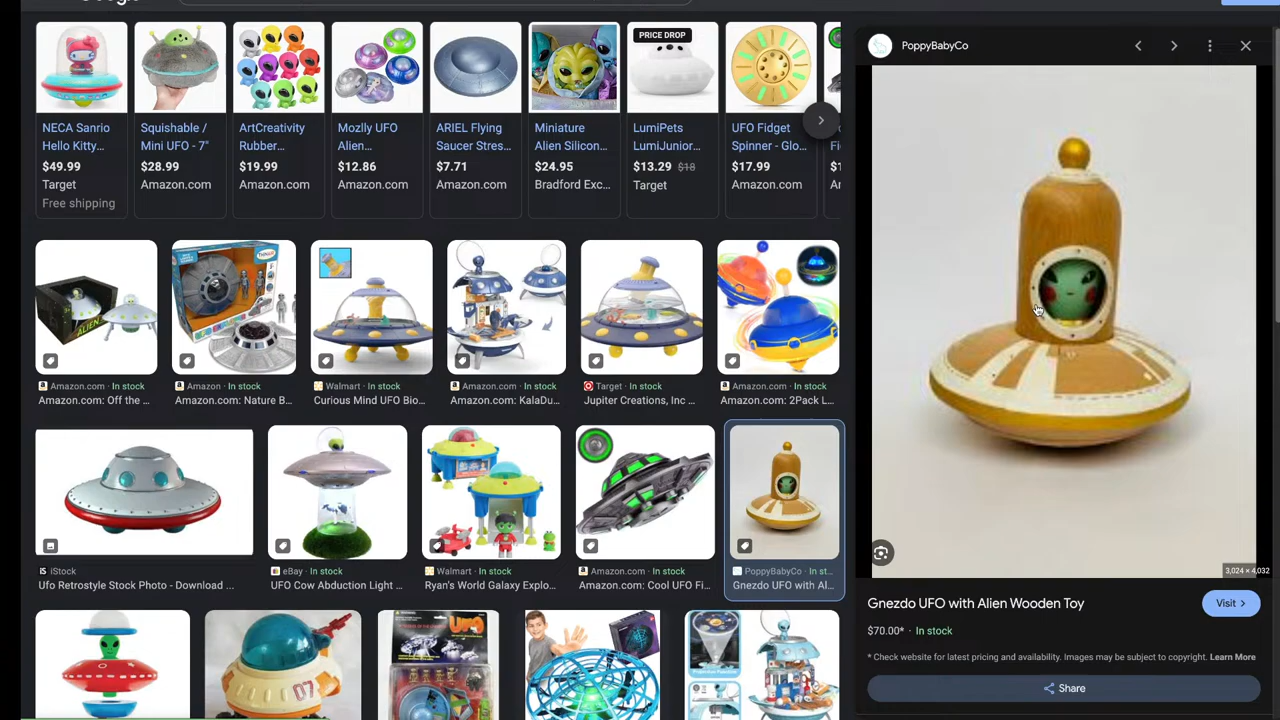 PRICE DROP
NECA Sanrio
Hello Kitty...
$49.99
Target
Free shipping
Squishable /
Mini UFO - 7"
$28.99
Amazon.com
ArtCreativity
Rubber...
$19.99
Amazon.com
Mozlly UFO
Alien...
$12.86
Amazon.com
ARIEL Flying
Saucer Stres...
$7.71
Amazon.com
Miniature
Alien Silicon...
$24.95
Bradford Exc...
LumiPets
LumiJunior...
$13.29 $18
Target
UFO Fidget
Spinner - Glo...
$17.99
Amazon.com
Amazon.com · In stock
Amazon.com: Off the ...
Amazon · In stock
Amazon.com: Nature B...
Walmart · In stock
Curious Mind UFO Bio...
Amazon.com · In stock
Amazon.com: KalaDu...
Target · In stock
Jupiter Creations, Inc ...
Amazon.com · In stock
Amazon.com: 2Pack L...
iStock
Ufo Retrostyle Stock Photo - Download ...
eBay · In stock
UFO Cow Abduction Light ...
Walmart · In stock
Ryan's World Galaxy Explo...
Amazon.com · In stock
Amazon.com: Cool UFO Fi...
PoppyBabyCo · In st...
Gnezdo UFO with Al...
07
UFO
PoppyBabyCo
3,024 × 4,032
Gnezdo UFO with Alien Wooden Toy
Visit
$70.00* · In stock
* Check website for latest pricing and availability. Images may be subject to copyright. Learn More
Share